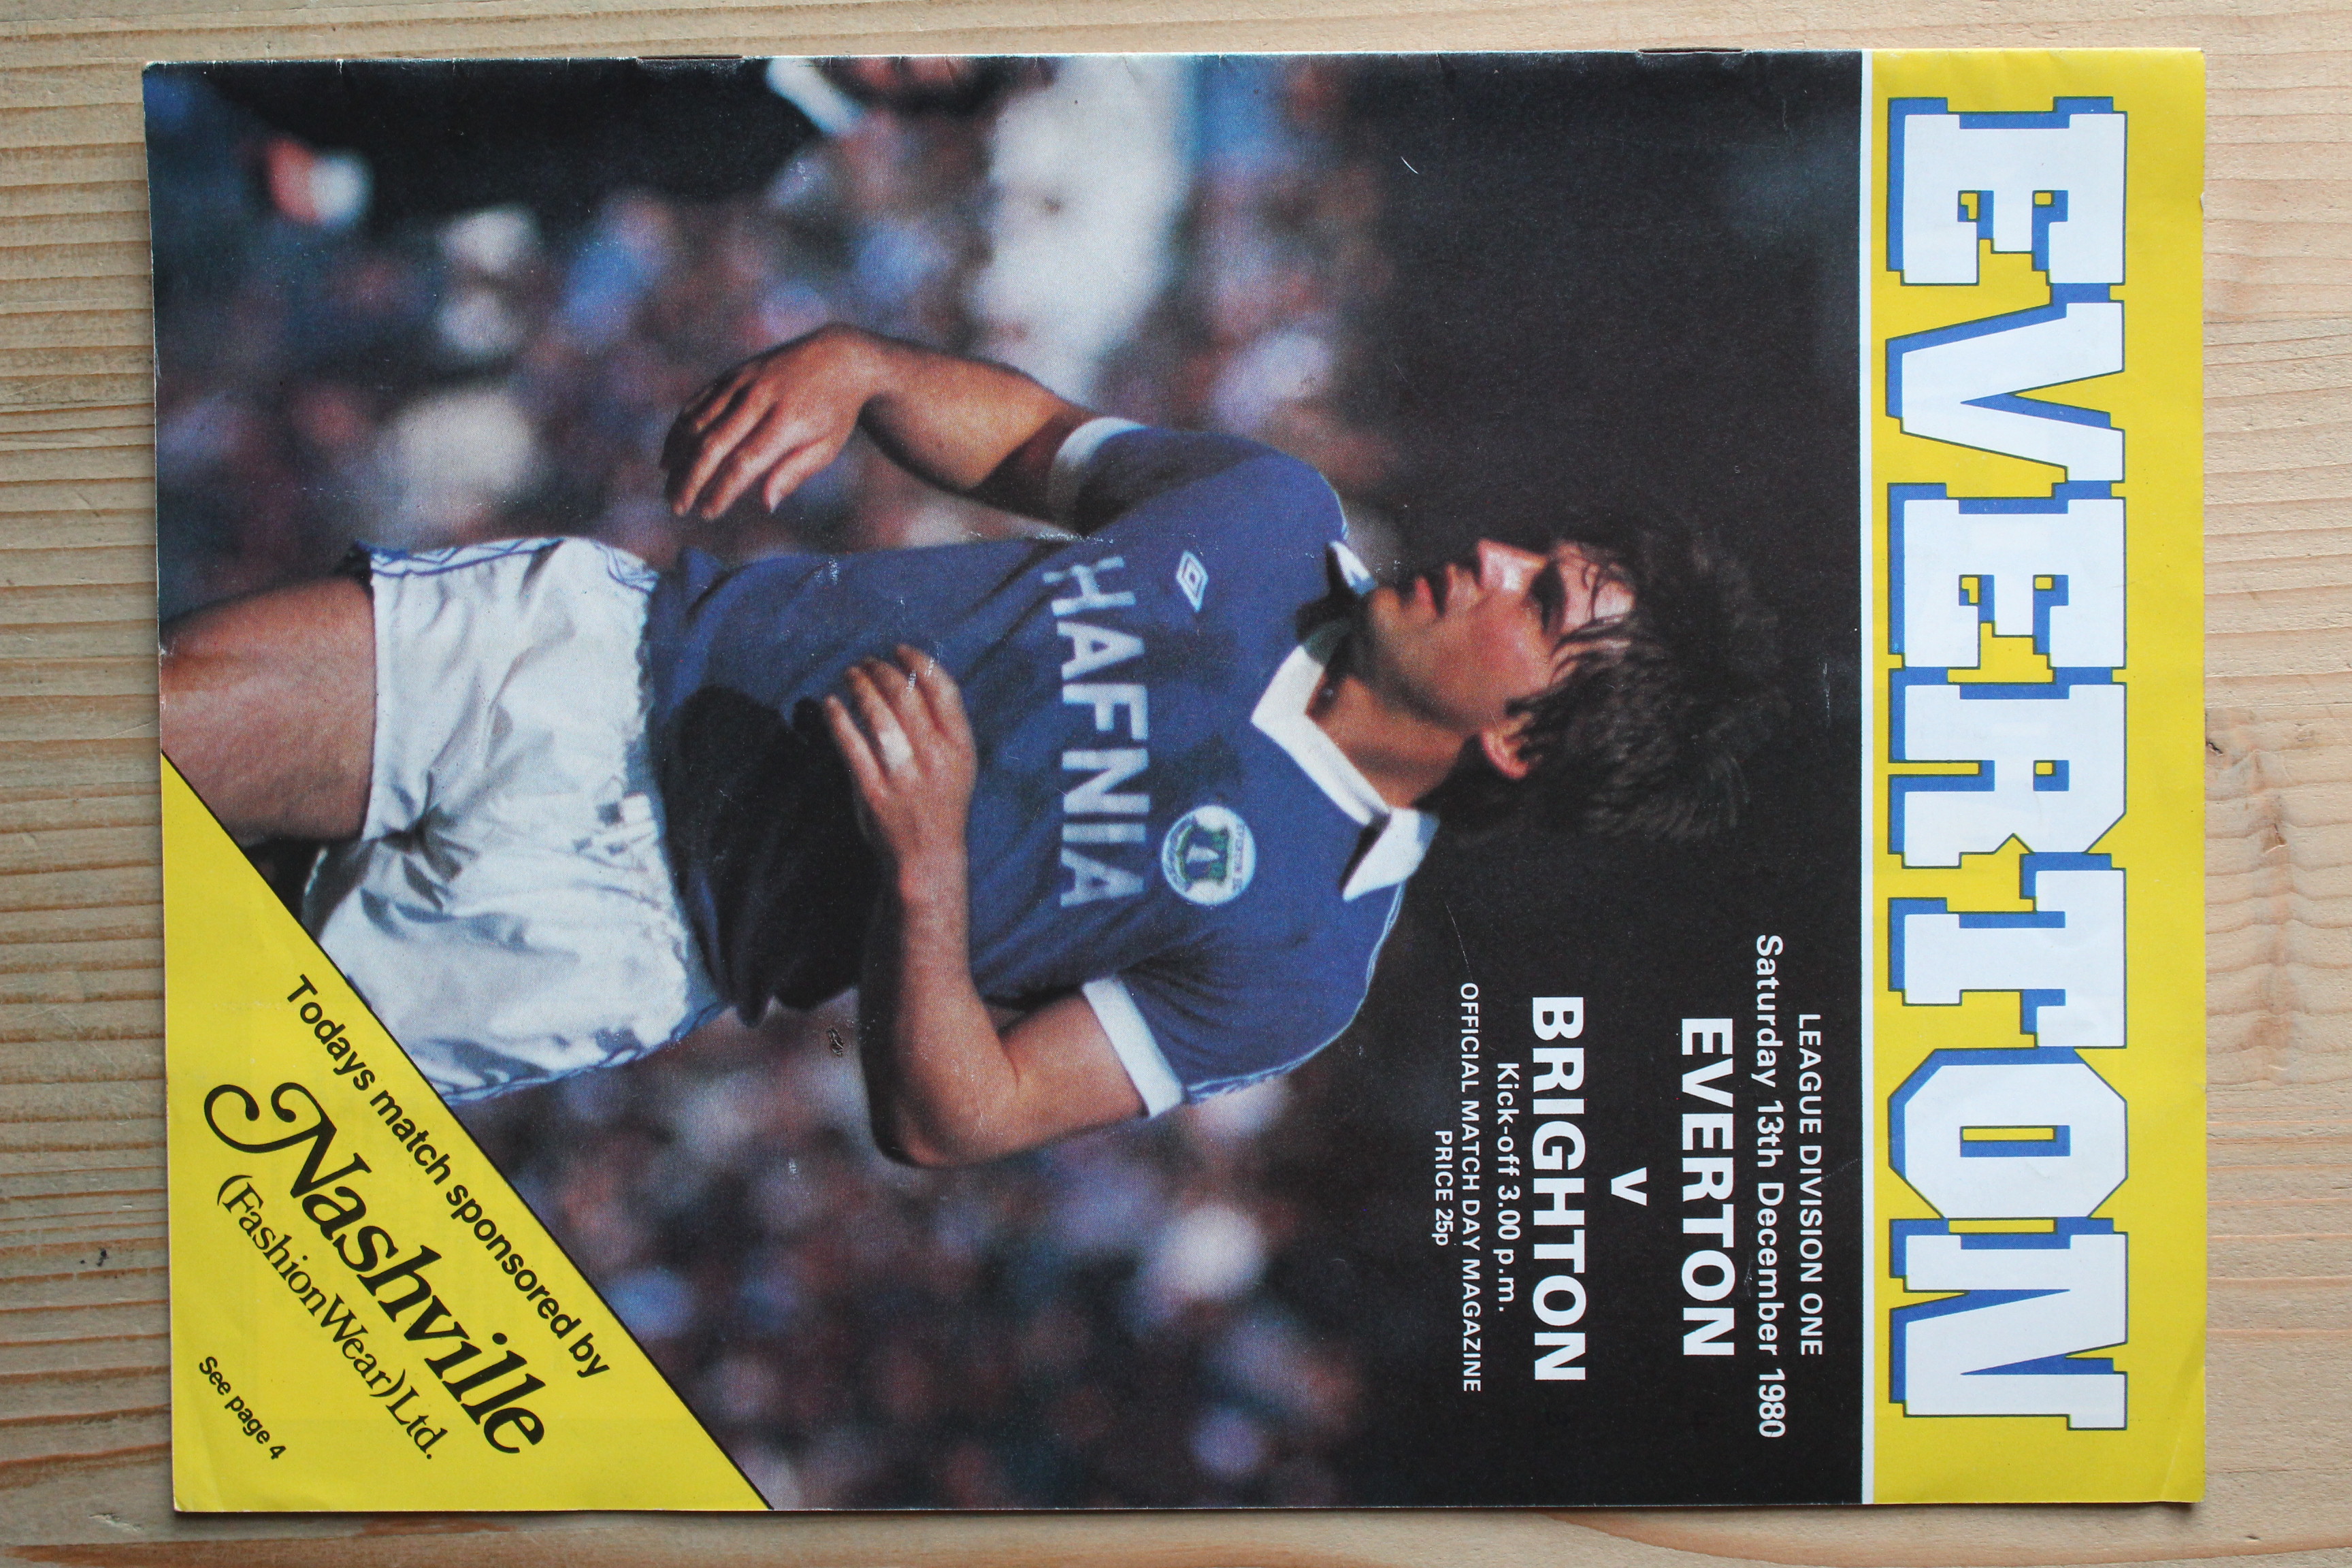 EVERTON
LEAGUE DIVISION ONE
Saturday 13th December 1980
EVERTON
v
BRIGHTON
Kick-off 3.00 p.m.
OFFICIAL MATCH DAY MAGAZINE
PRICE 25p
HAFNIA
Todays match sponsored by
Nashville
(FashionWear) Ltd.
See page 4